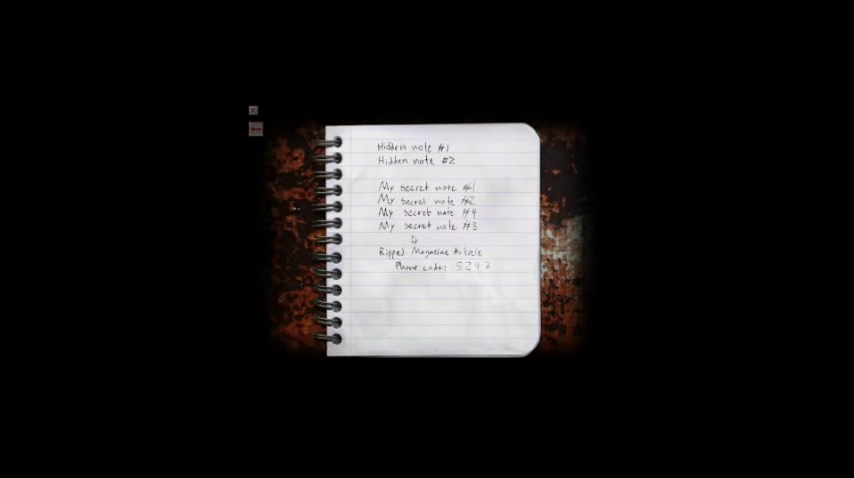 Hidden note #1
Hidden note #2
My secret note #1
My secret note #2
My secret note #4
My secret note #3
Ripped Magazine Article
Phone code: 5247